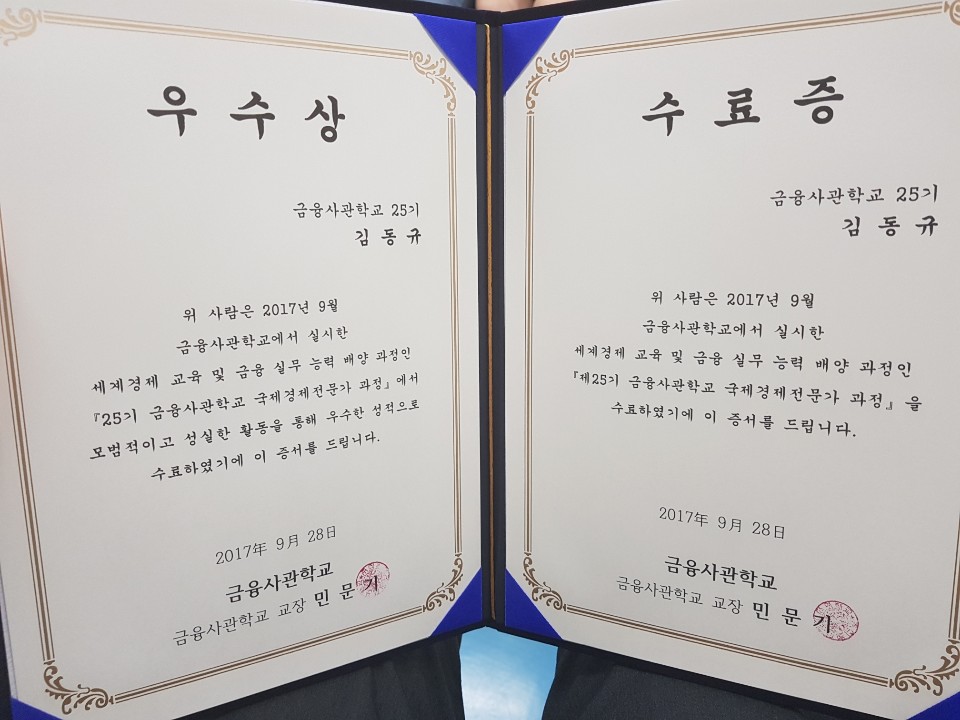 우수상
금융사관학교 25기
김동규
위 사람은 2017년 9월
금융사관학교에서 실시한
세계경제 교육 및 금융 실무 능력 배양 과정인
『25기 금융사관학교 국제경제전문가 과정』에서
모범적이고 성실한 활동을 통해 우수한 성적으로
수료하였기에 이 증서를 드립니다.
2017年 9月 28日
금융사관학교
금융사관학교 교장 민문기
수료증
금융사관학교 25기
김동규
위 사람은 2017년 9월
금융사관학교에서 실시한
세계경제 교육 및 금융 실무 능력 배양 과정인
『제25기 금융사관학교 국제경제전문가 과정』을
수료하였기에 이 증서를 드립니다.
2017年 9月 28日
금융사관학교
금융사관학교 교장 민문기